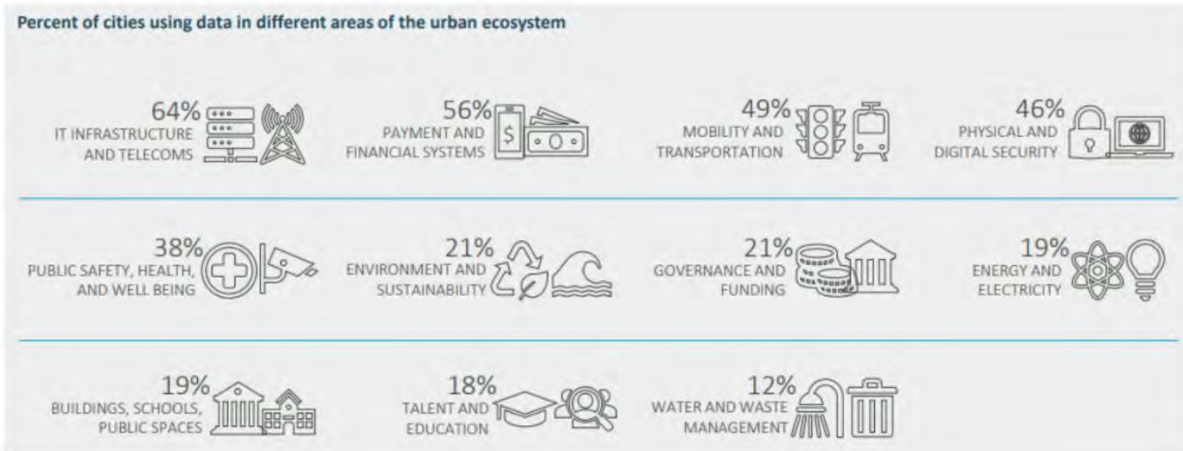 Percent of cities using data in different areas of the urban ecosystem
64%
IT INFRASTRUCTURE
AND TELECOMS
56%
PAYMENT AND
FINANCIAL SYSTEMS
$
49%
MOBILITY AND
TRANSPORTATION
46%
PHYSICAL AND
DIGITAL SECURITY
38%
PUBLIC SAFETY, HEALTH,
AND WELL BEING
21%
ENVIRONMENT AND
SUSTAINABILITY
21%
GOVERNANCE AND
FUNDING
19%
ENERGY AND
ELECTRICITY
19%
BUILDINGS, SCHOOLS,
PUBLIC SPACES
18%
TALENT AND
EDUCATION
12%
WATER AND WASTE
MANAGEMENT